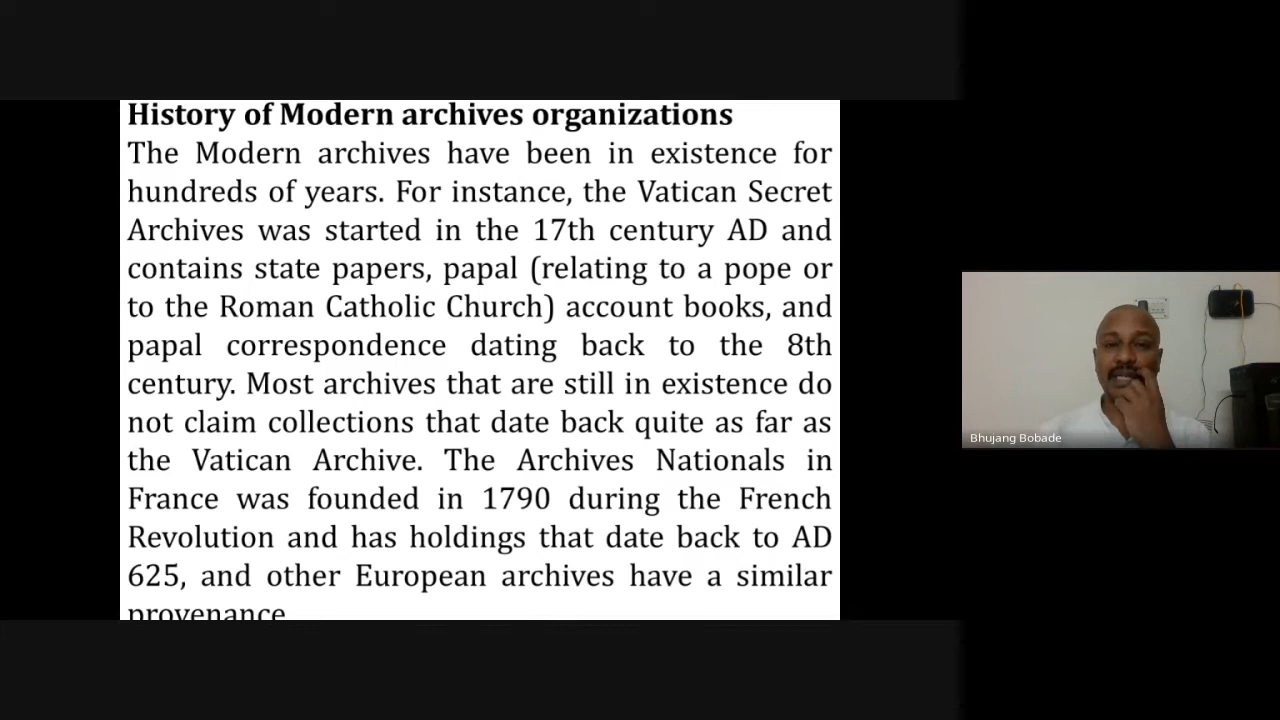 History of Modern archives organizations
The Modern archives have been in existence for
hundreds of years. For instance, the Vatican Secret
Archives was started in the 17th century AD and
contains state papers, papal (relating to a pope or
to the Roman Catholic Church) account books, and
papal correspondence dating back to the 8th
century. Most archives that are still in existence do
not claim collections that date back quite as far as
the Vatican Archive. The Archives Nationals in
France was founded in 1790 during the French
Revolution and has holdings that date back to AD
625, and other European archives have a similar
provenance.
Bhujang Bobade